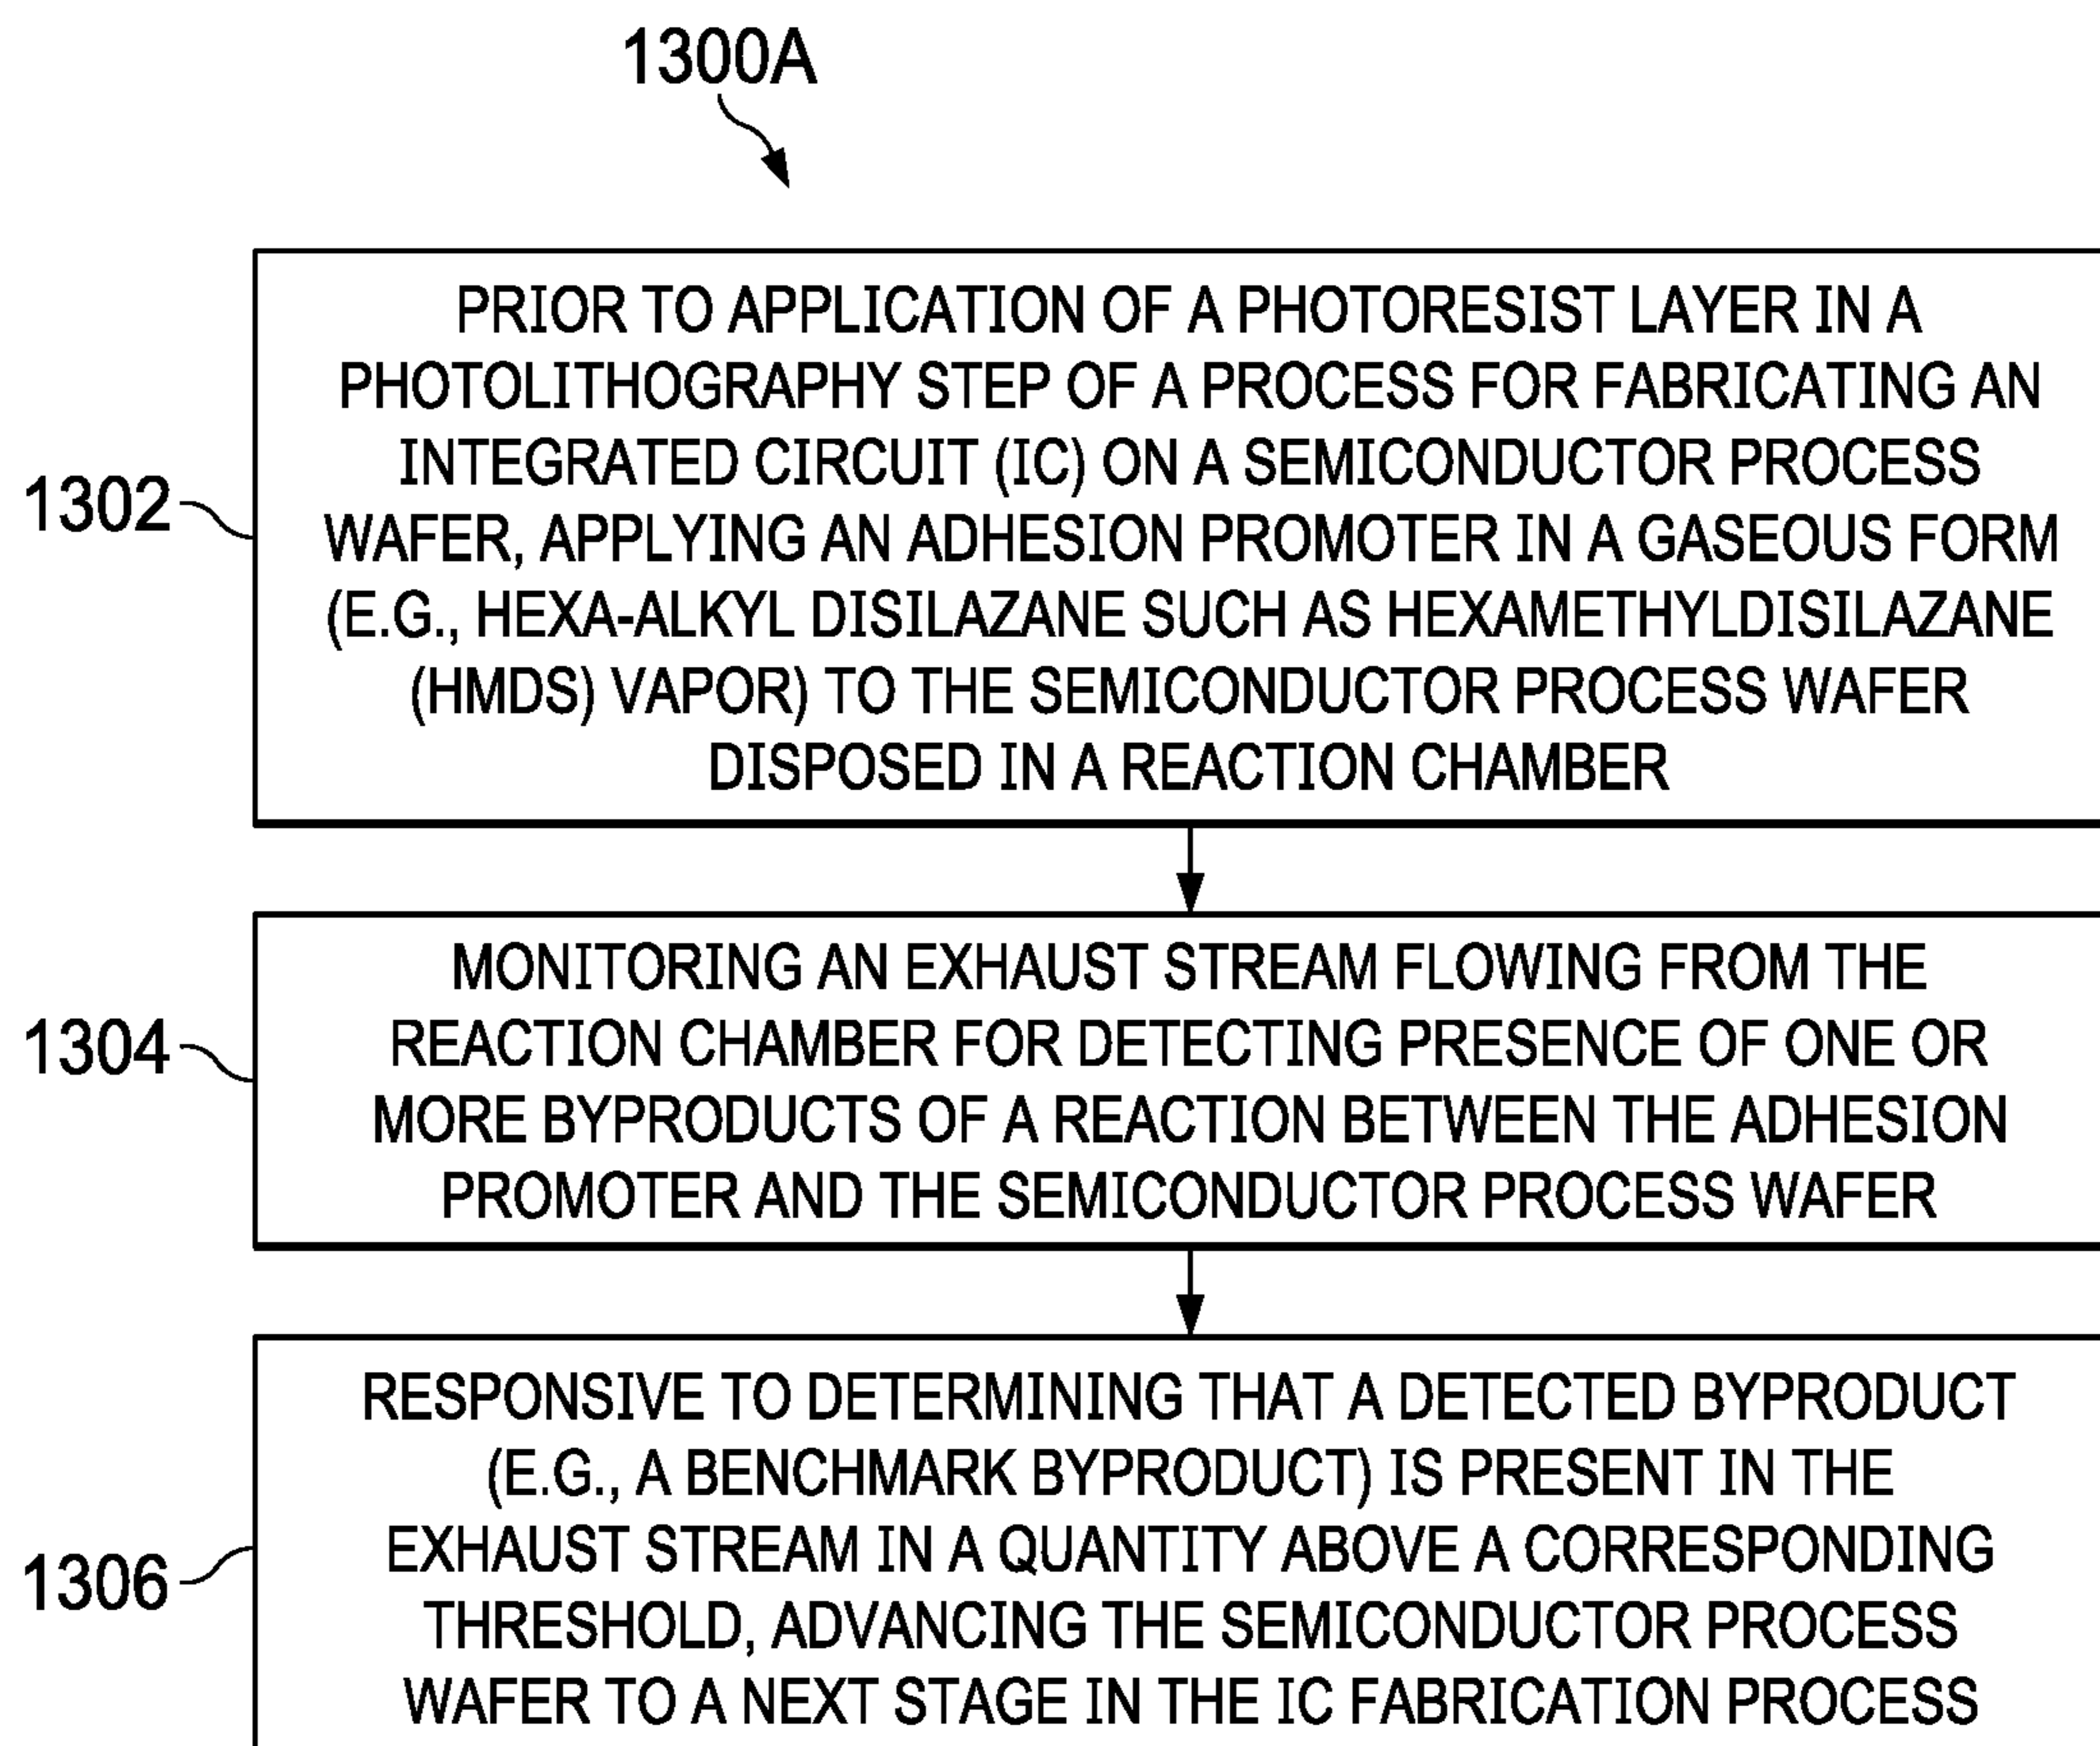 1300A
1302
PRIOR TO APPLICATION OF A PHOTORESIST LAYER IN A
PHOTOLITHOGRAPHY STEP OF A PROCESS FOR FABRICATING AN
INTEGRATED CIRCUIT (IC) ON A SEMICONDUCTOR PROCESS
WAFER, APPLYING AN ADHESION PROMOTER IN A GASEOUS FORM
(E.G., HEXA-ALKYL DISILAZANE SUCH AS HEXAMETHYLDISILAZANE
(HMDS) VAPOR) TO THE SEMICONDUCTOR PROCESS WAFER
DISPOSED IN A REACTION CHAMBER
1304
MONITORING AN EXHAUST STREAM FLOWING FROM THE
REACTION CHAMBER FOR DETECTING PRESENCE OF ONE OR
MORE BYPRODUCTS OF A REACTION BETWEEN THE ADHESION
PROMOTER AND THE SEMICONDUCTOR PROCESS WAFER
1306
RESPONSIVE TO DETERMINING THAT A DETECTED BYPRODUCT
(E.G., A BENCHMARK BYPRODUCT) IS PRESENT IN THE
EXHAUST STREAM IN A QUANTITY ABOVE A CORRESPONDING
THRESHOLD, ADVANCING THE SEMICONDUCTOR PROCESS
WAFER TO A NEXT STAGE IN THE IC FABRICATION PROCESS